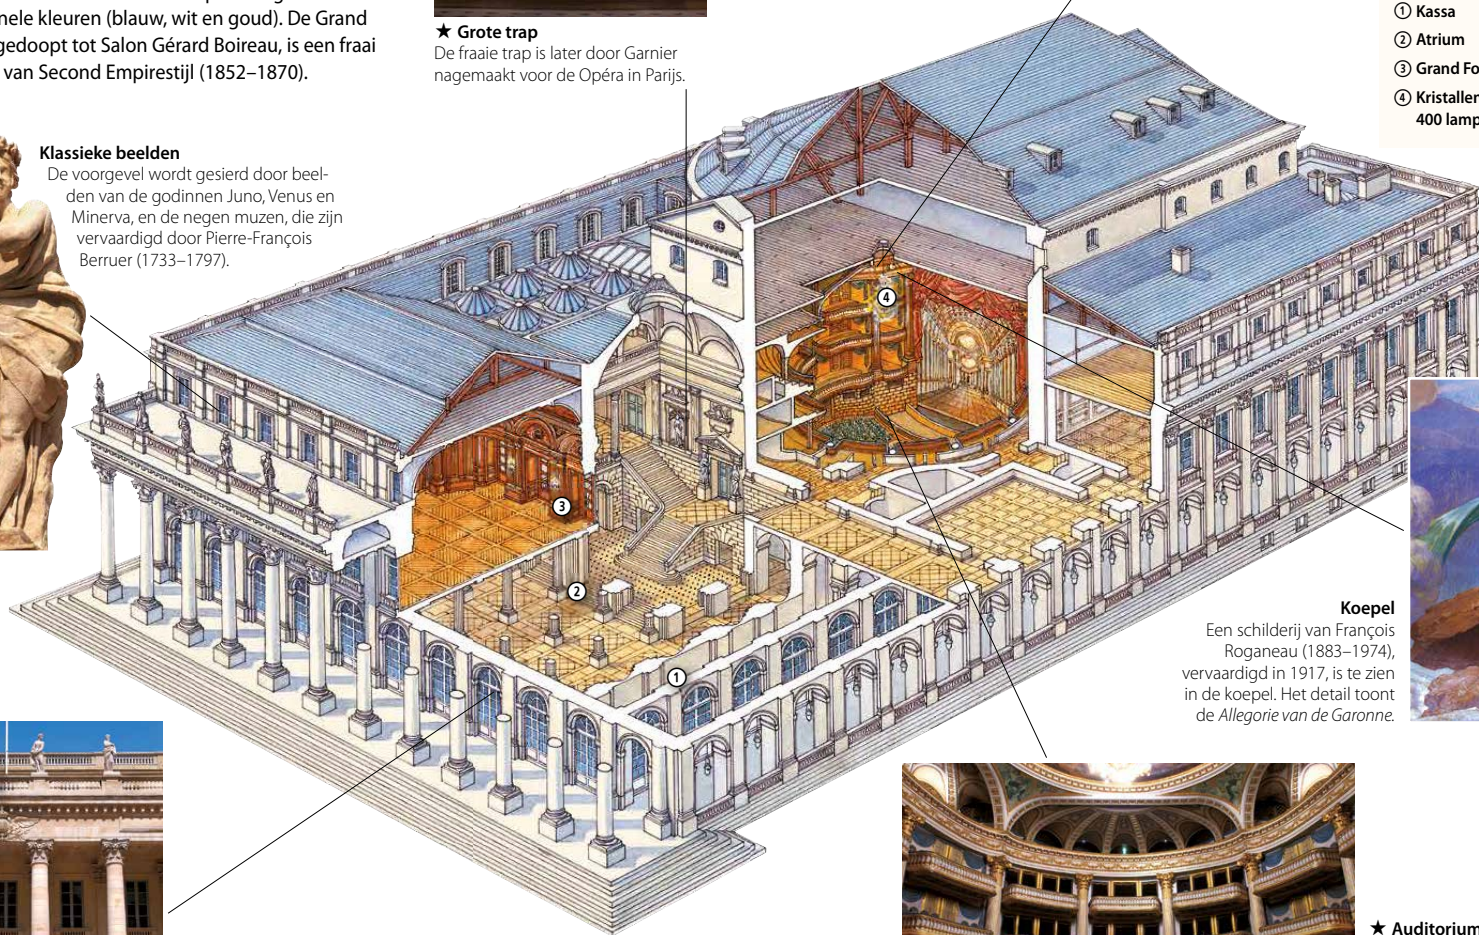 nele kleuren (blauw, wit en goud). De Grand
gedoopt tot Salon Gérard Boireau, is een fraai
van Second Empirestijl (1852–1870).
★ Grote trap
De fraaie trap is later door Garnier
nagemaakt voor de Opéra in Parijs.
Klassieke beelden
De voorgevel wordt gesierd door beel-
den van de godinnen Juno, Venus en
Minerva, en de negen muzen, die zijn
vervaardigd door Pierre-François
Berruer (1733–1797).
① Kassa
② Atrium
③ Grand Fo
④ Kristallen
400 lamp
4
3
2
1
Koepel
Een schilderij van François
Roganeau (1883–1974),
vervaardigd in 1917, is te zien
in de koepel. Het detail toont
de Allegorie van de Garonne.
★ Auditorium